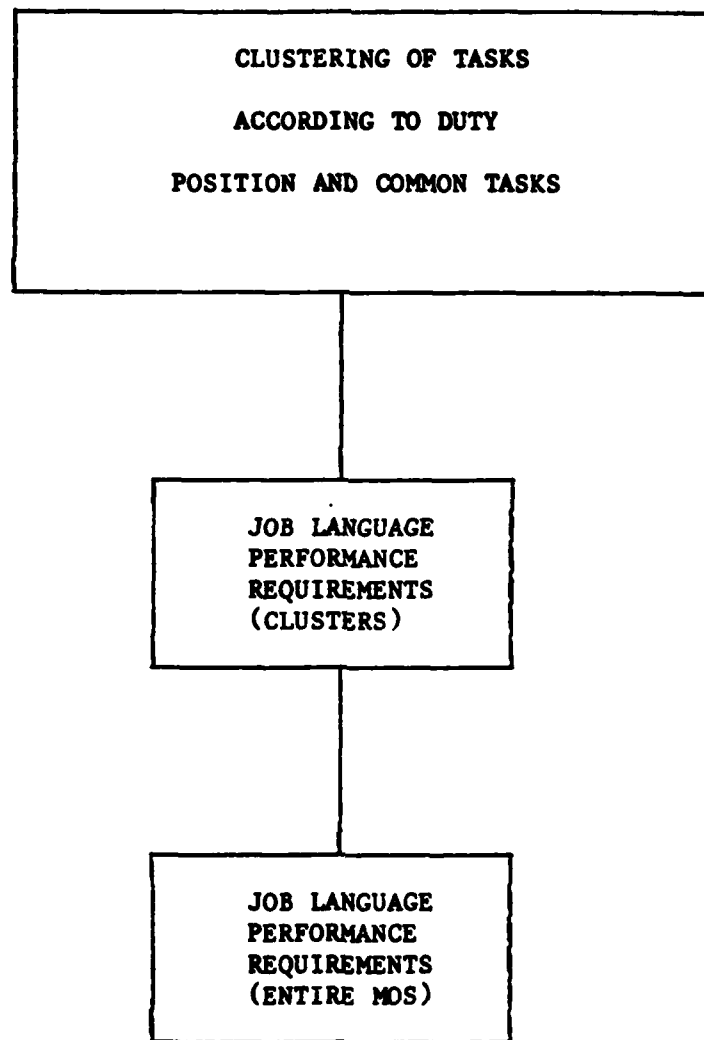 CLUSTERING OF TASKS
ACCORDING TO DUTY
POSITION AND COMMON TASKS
JOB LANGUAGE
PERFORMANCE
REQUIREMENTS
(CLUSTERS)
JOB LANGUAGE
PERFORMANCE
REQUIREMENTS
(ENTIRE MOS)